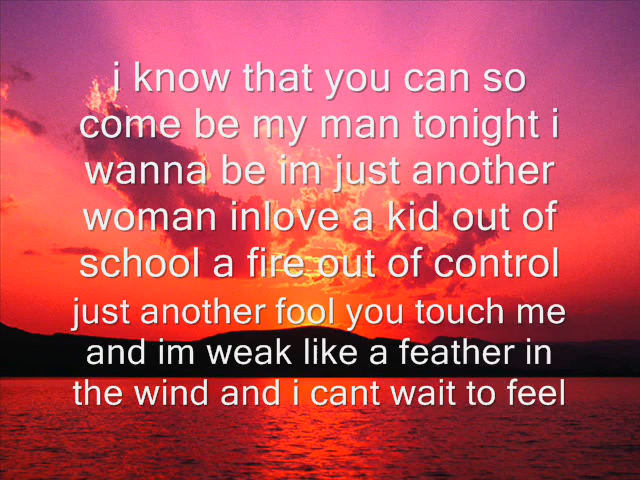 i know that you can so
come be my man tonight i
wanna be im just another
woman inlove a kid out of
school a fire out of control
just another fool you touch me
and im weak like a feather in
the wind and i cant wait to feel